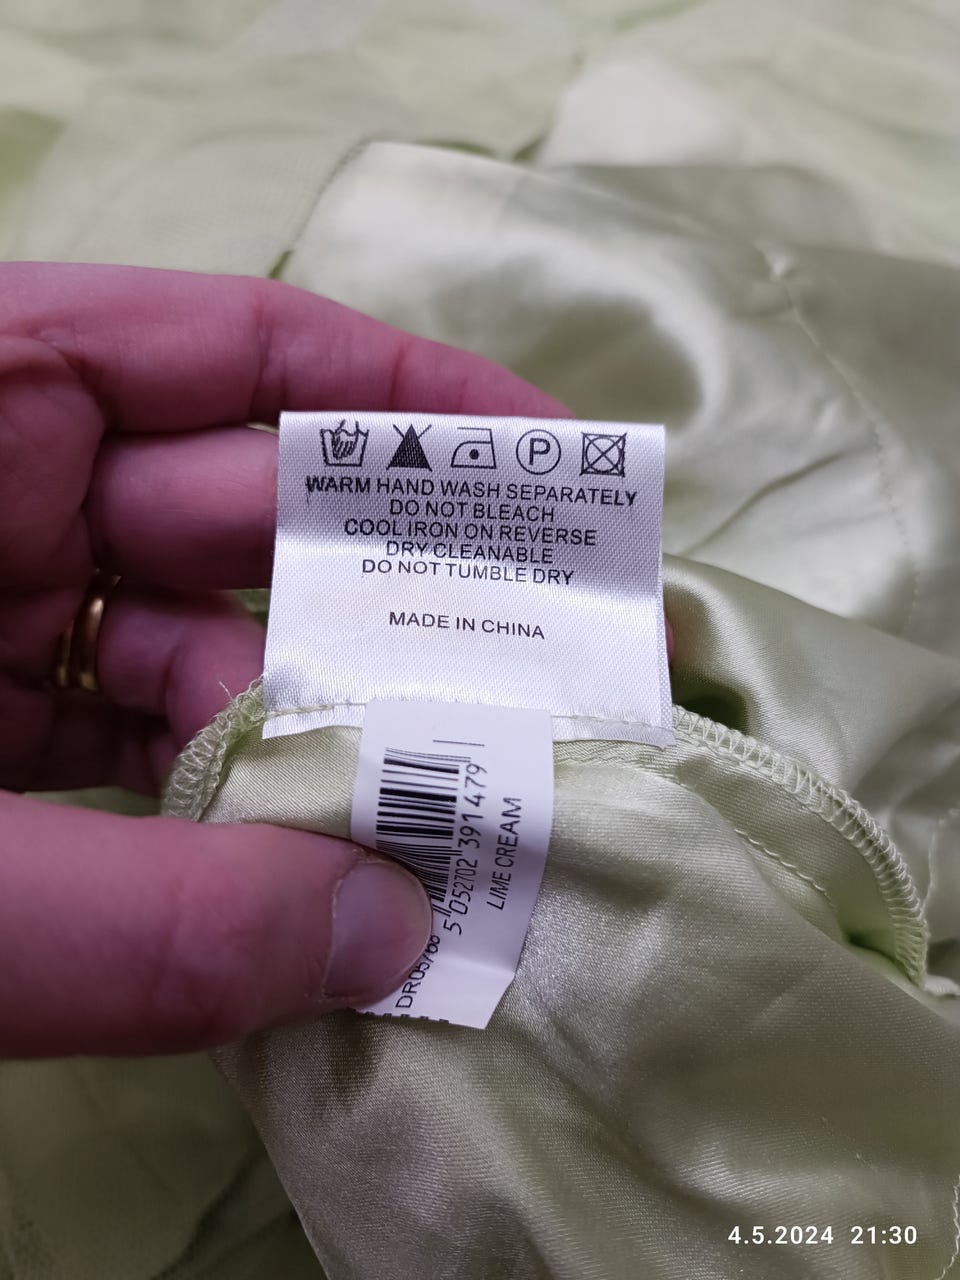 P
WARM HAND WASH SEPARATELY
DO NOT BLEACH
COOL IRON ON REVERSE
DRY CLEANABLE
DO NOT TUMBLE DRY
MADE IN CHINA
5 052702 391479
LIME CREAM
DR05768
4.5.2024 21:30